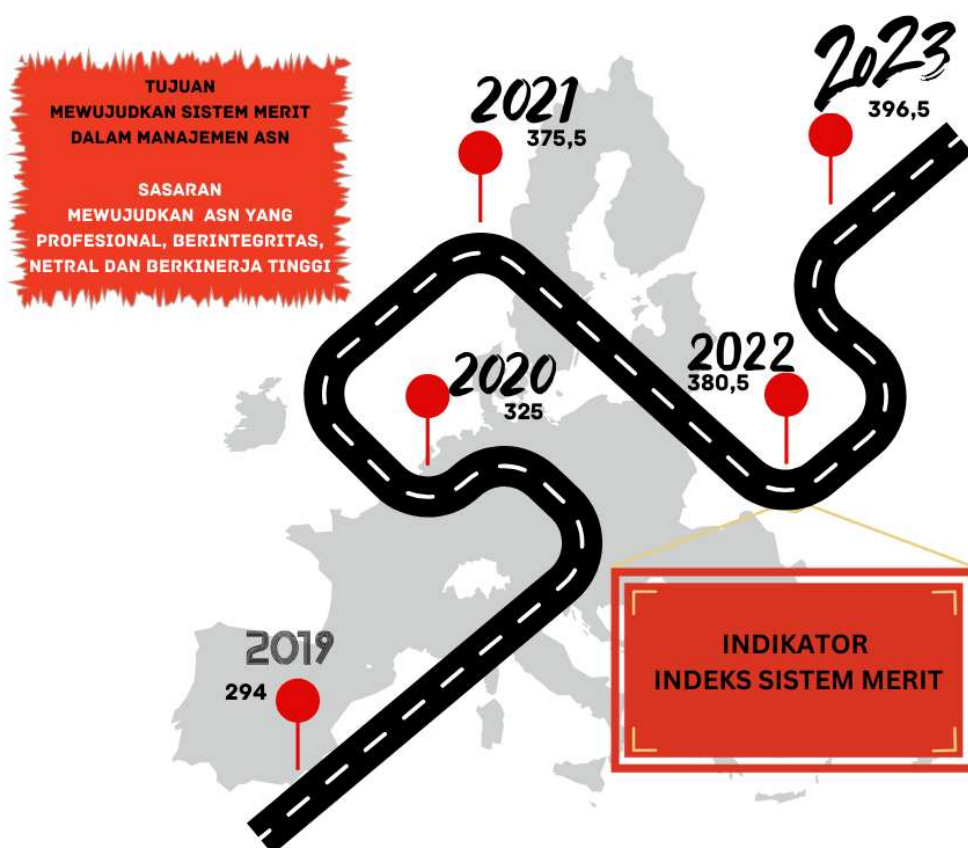 TUJUAN
MEWUJUDKAN SISTEM MERIT
DALAM MANAJEMEN ASN
SASARAN
MEWUJUDKAN ASN YANG
PROFESIONAL, BERINTEGRITAS,
NETRAL DAN BERKINERJA TINGGI
2023
396,5
2021
375,5
2022
380,5
2020
325
2019
294
INDIKATOR
INDEKS SISTEM MERIT